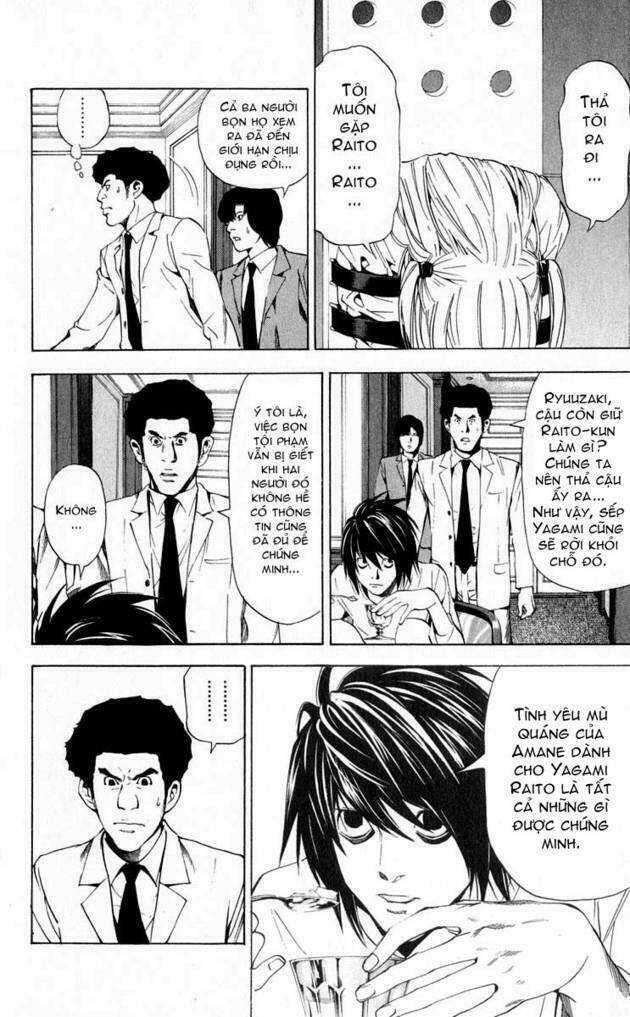 Thả
tôi
ra
đi
...
Tôi
muốn
gặp
Raito
...
Raito
...
Cả ba người
bọn họ xem
ra đã đến
giới hạn chịu
đựng rồi...
.......
Ryuuzaki,
cậu còn giữ
Raito-kun
làm gì?
Chúng ta
nên thả cậu
ấy ra...
Như vậy, sếp
Yagami cũng
sẽ rời khỏi
chỗ đó.
Ý tôi là,
việc bọn
tội phạm
vẫn bị giết
khi hai
người đó
không hề
có thông
tin cũng
đã đủ để
chứng
minh...
Không
...
Tình yêu mù
quáng của
Amane dành
cho Yagami
Raito là tất
cả những gì
được chứng
minh.
.......